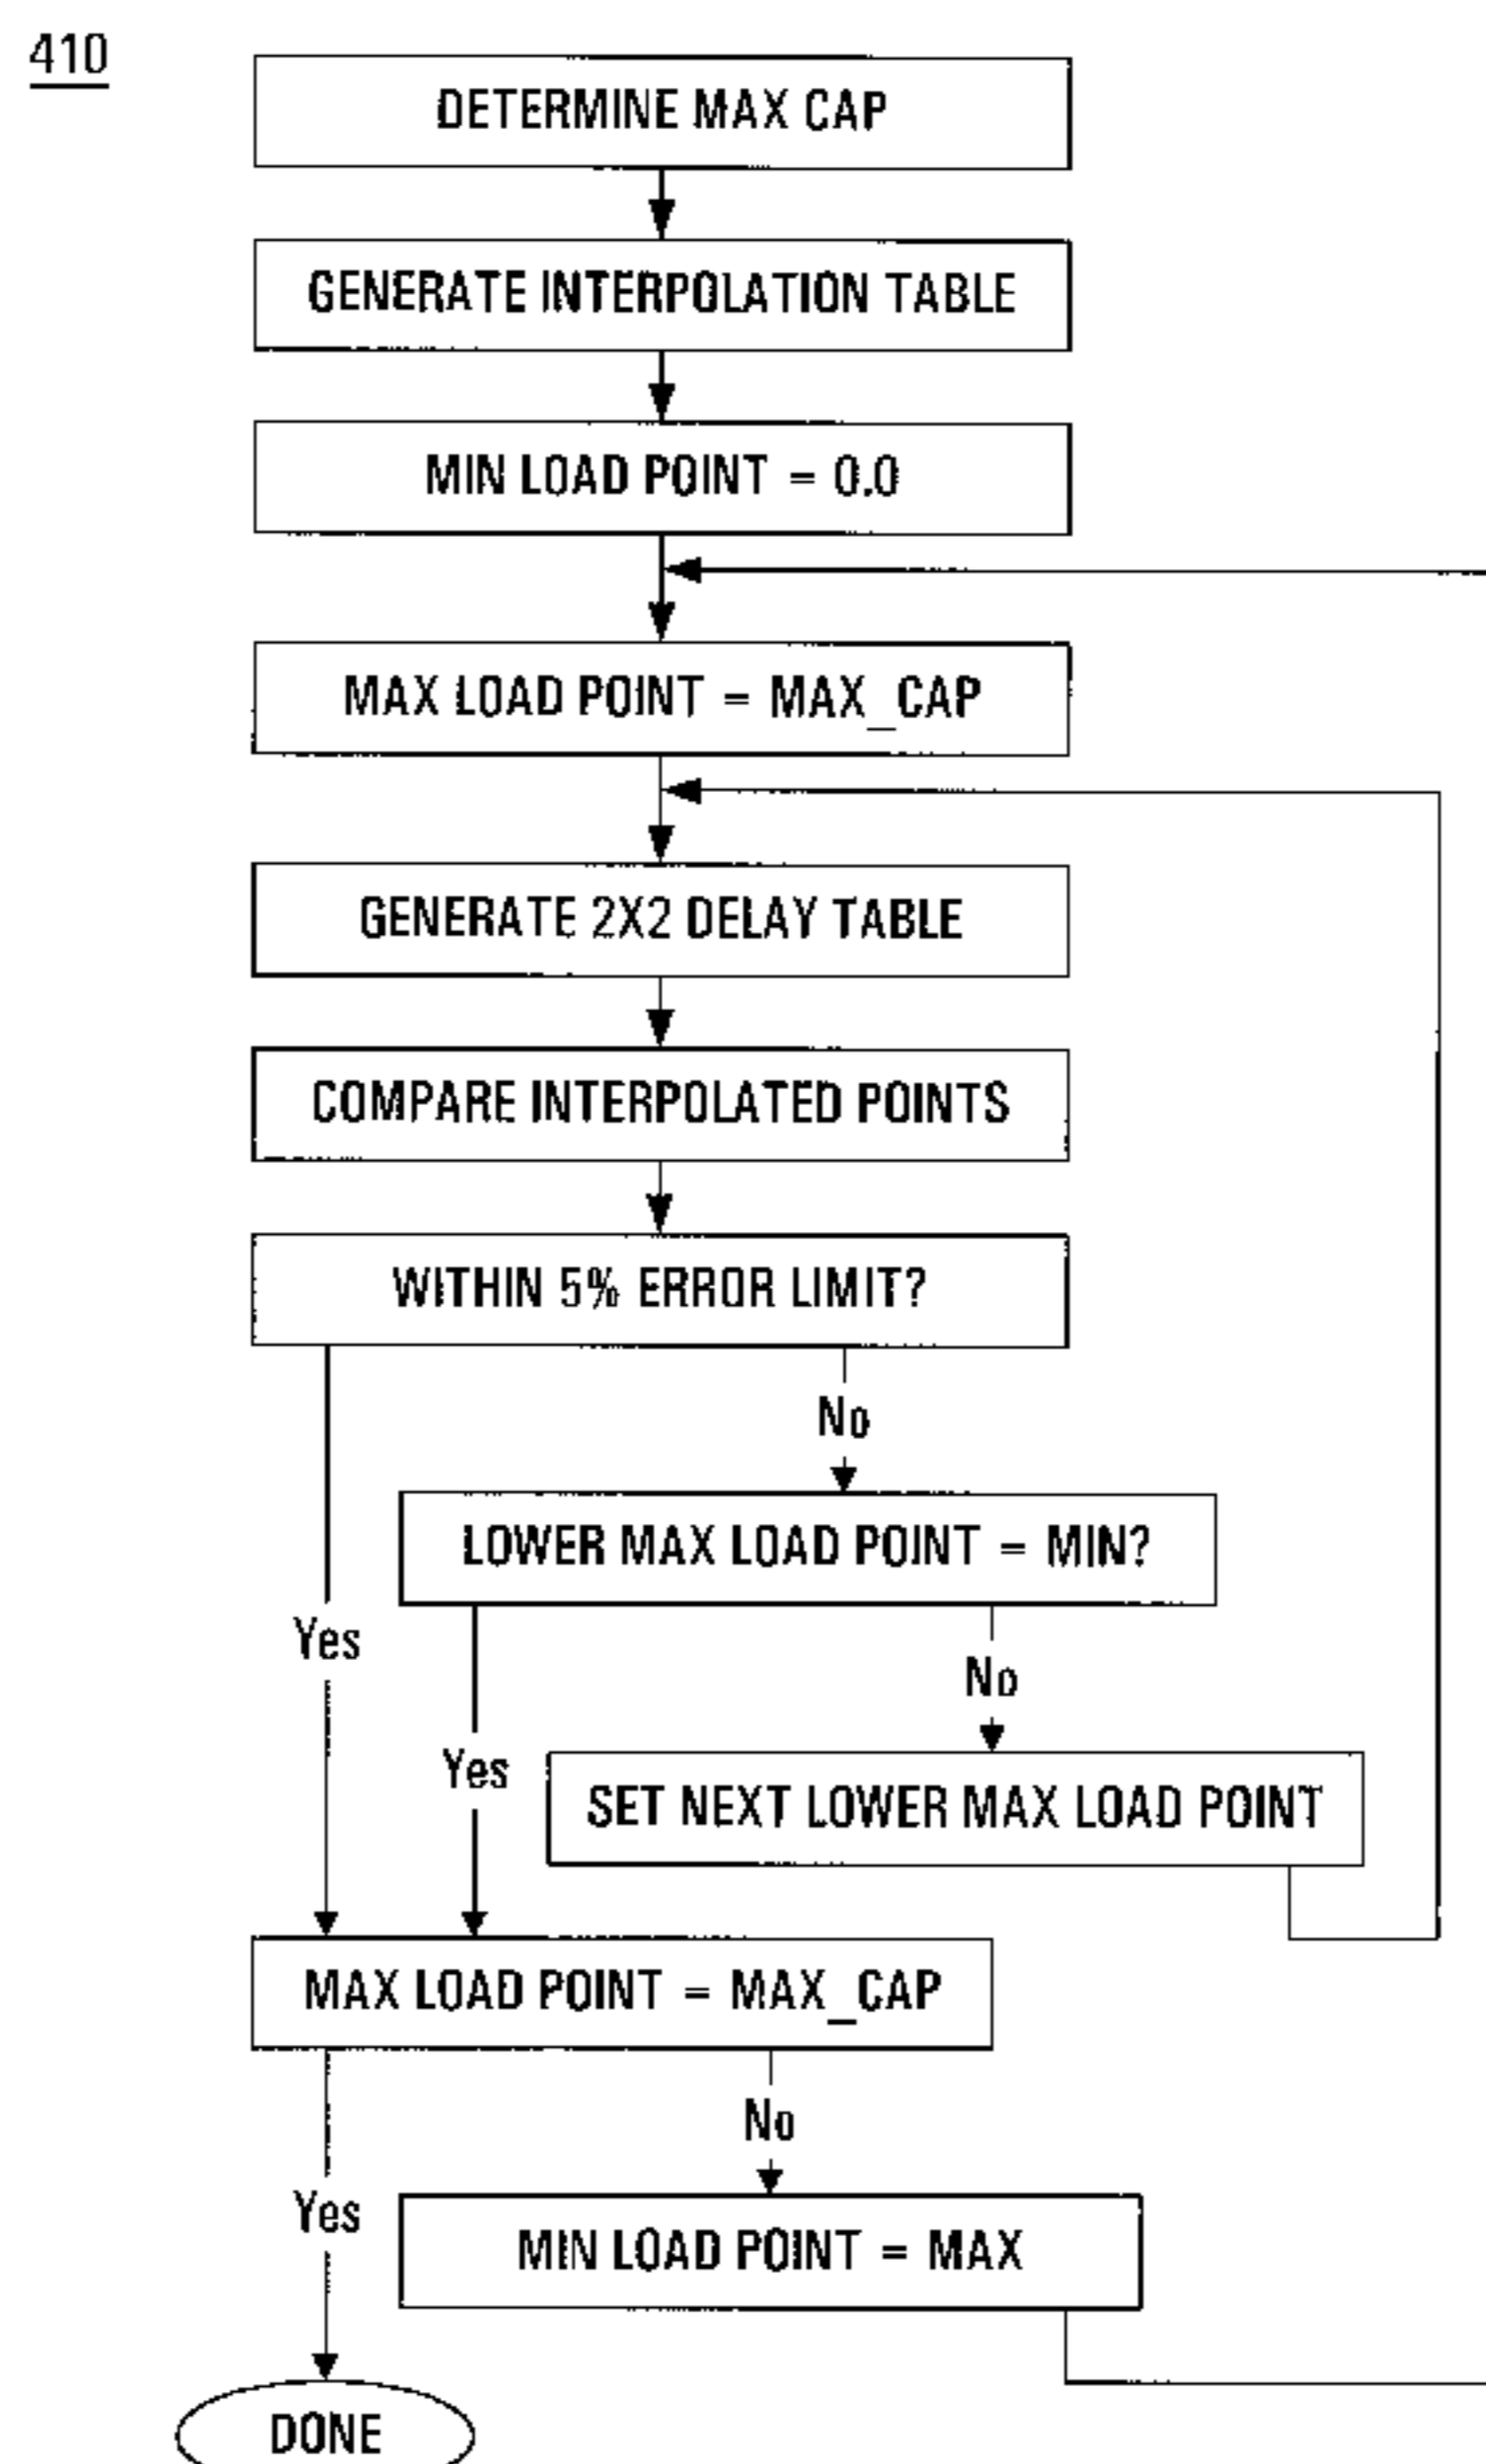 410
DETERMINE MAX CAP
GENERATE INTERPOLATION TABLE
MIN LOAD POINT = 0.0
MAX LOAD POINT = MAX_CAP
GENERATE 2X2 DELAY TABLE
COMPARE INTERPOLATED POINTS
WITHIN 5% ERROR LIMIT?
No
LOWER MAX LOAD POINT = MIN?
Yes
No
Yes
SET NEXT LOWER MAX LOAD POINT
MAX LOAD POINT = MAX_CAP
No
Yes
MIN LOAD POINT = MAX
DONE